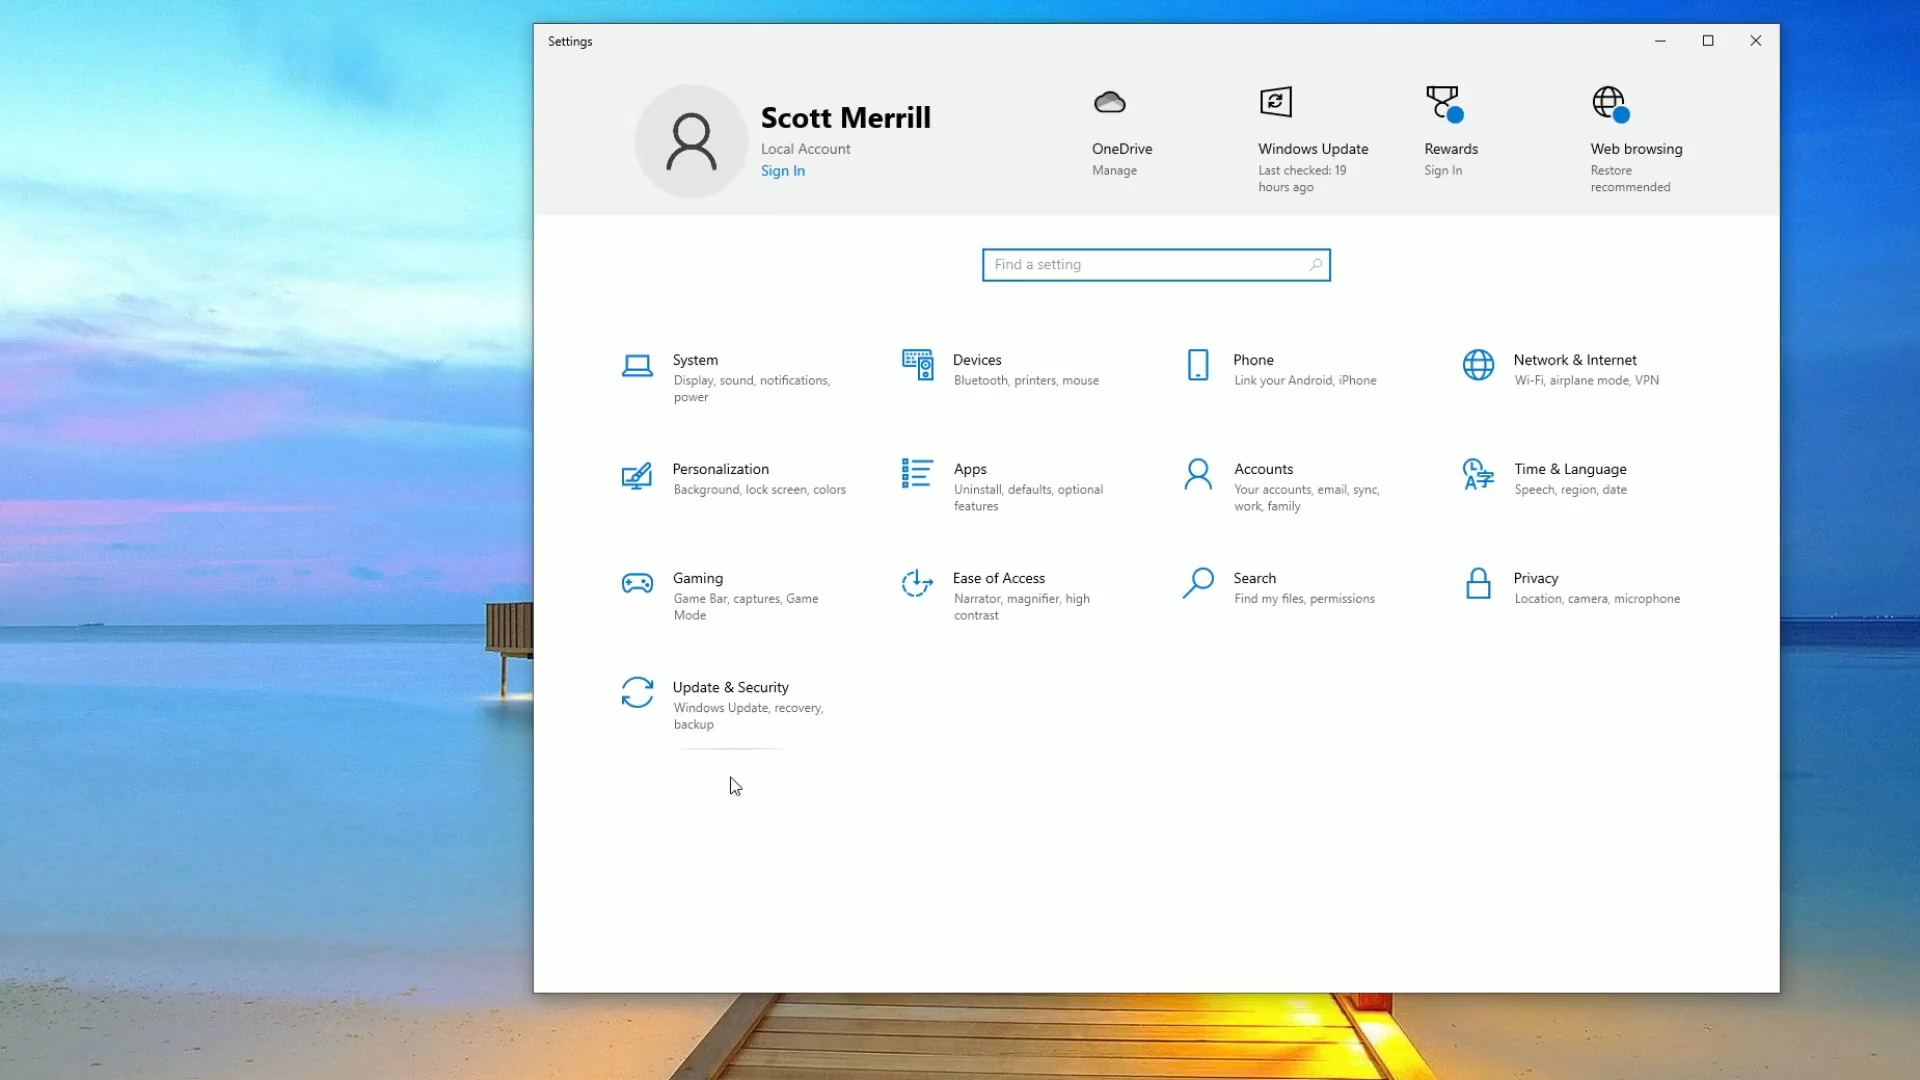 Settings
Scott Merrill
Local Account
Sign In
OneDrive
Manage
Windows Update
Last checked: 19
hours ago
Rewards
Sign In
Web browsing
Restore
recommended
Find a setting
System
Display, sound, notifications,
power
Devices
Bluetooth, printers, mouse
Phone
Link your Android, iPhone
Network & Internet
Wi-Fi, airplane mode, VPN
Personalization
Background, lock screen, colors
Apps
Uninstall, defaults, optional
features
Accounts
Your accounts, email, sync,
work, family
Time & Language
Speech, region, date
Gaming
Game Bar, captures, Game
Mode
Ease of Access
Narrator, magnifier, high
contrast
Search
Find my files, permissions
Privacy
Location, camera, microphone
Update & Security
Windows Update, recovery,
backup